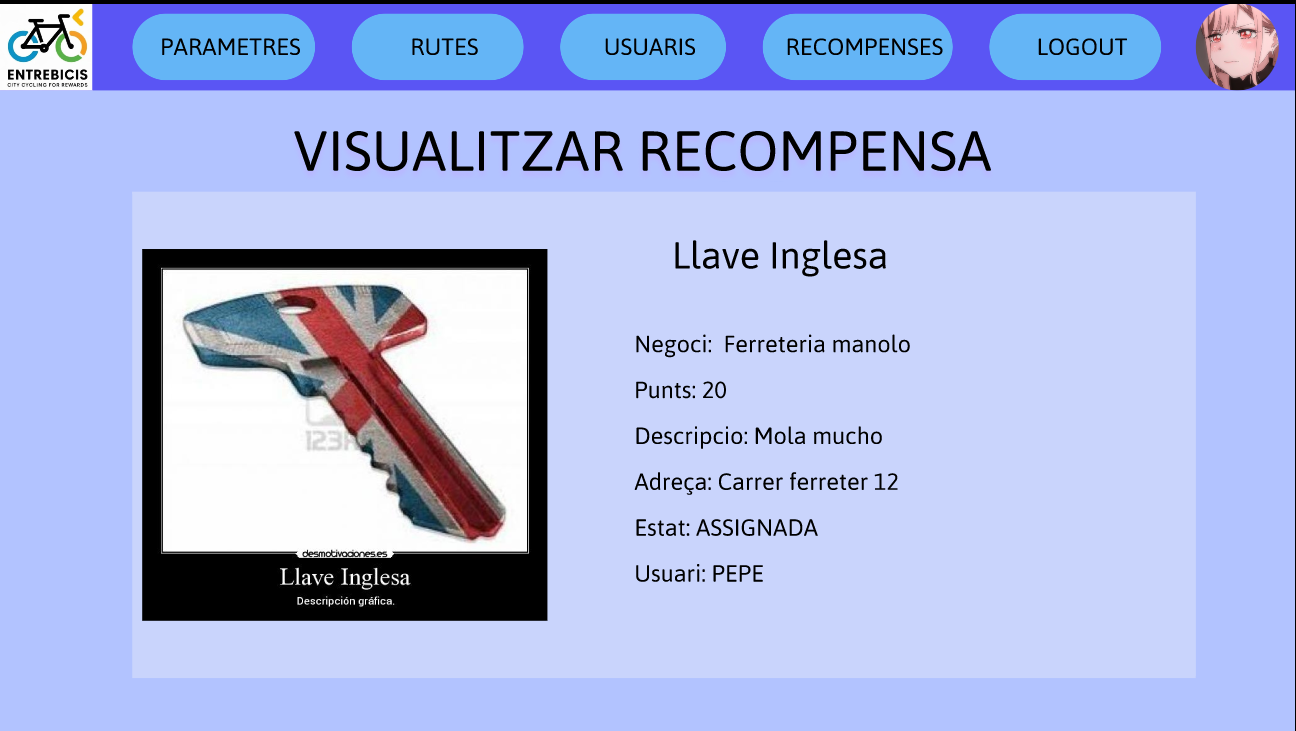 ENTREBICIS
CITY CYCLING FOR REWARDS
PARAMETRES
RUTES
USUARIS
RECOMPENSES
LOGOUT
VISUALITZAR RECOMPENSA
Llave Inglesa
Negoci: Ferreteria manolo
Punts: 20
Descripcio: Mola mucho
Adreça: Carrer ferreter 12
Estat: ASSIGNADA
Usuari: PEPE
desmotivaciones.es
Llave Inglesa
Descripción gráfica.